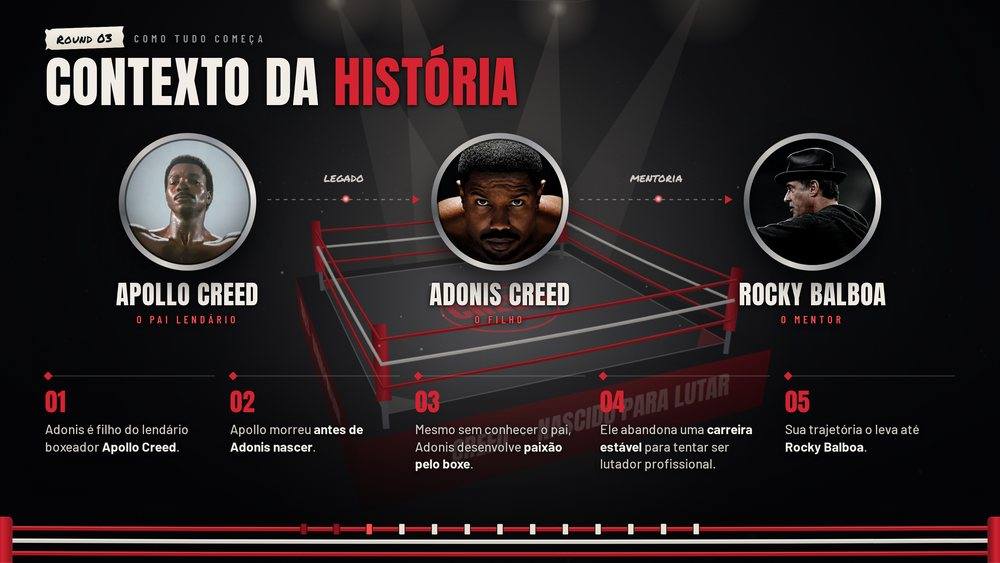 ROUND 03
COMO TUDO COMEÇA
CONTEXTO DA HISTÓRIA
LEGADO
MENTORIA
APOLLO CREED
O PAI LENDÁRIO
ADONIS CREED
O FILHO
ROCKY BALBOA
O MENTOR
01
Adonis é filho do lendário
boxeador Apollo Creed.
02
Apollo morreu antes de
Adonis nascer.
03
Mesmo sem conhecer o pai,
Adonis desenvolve paixão
pelo boxe.
04
Ele abandona uma carreira
estável para tentar ser
lutador profissional.
05
Sua trajetória o leva até
Rocky Balboa.
CREED
CREED NASCIDO PARA LUTAR